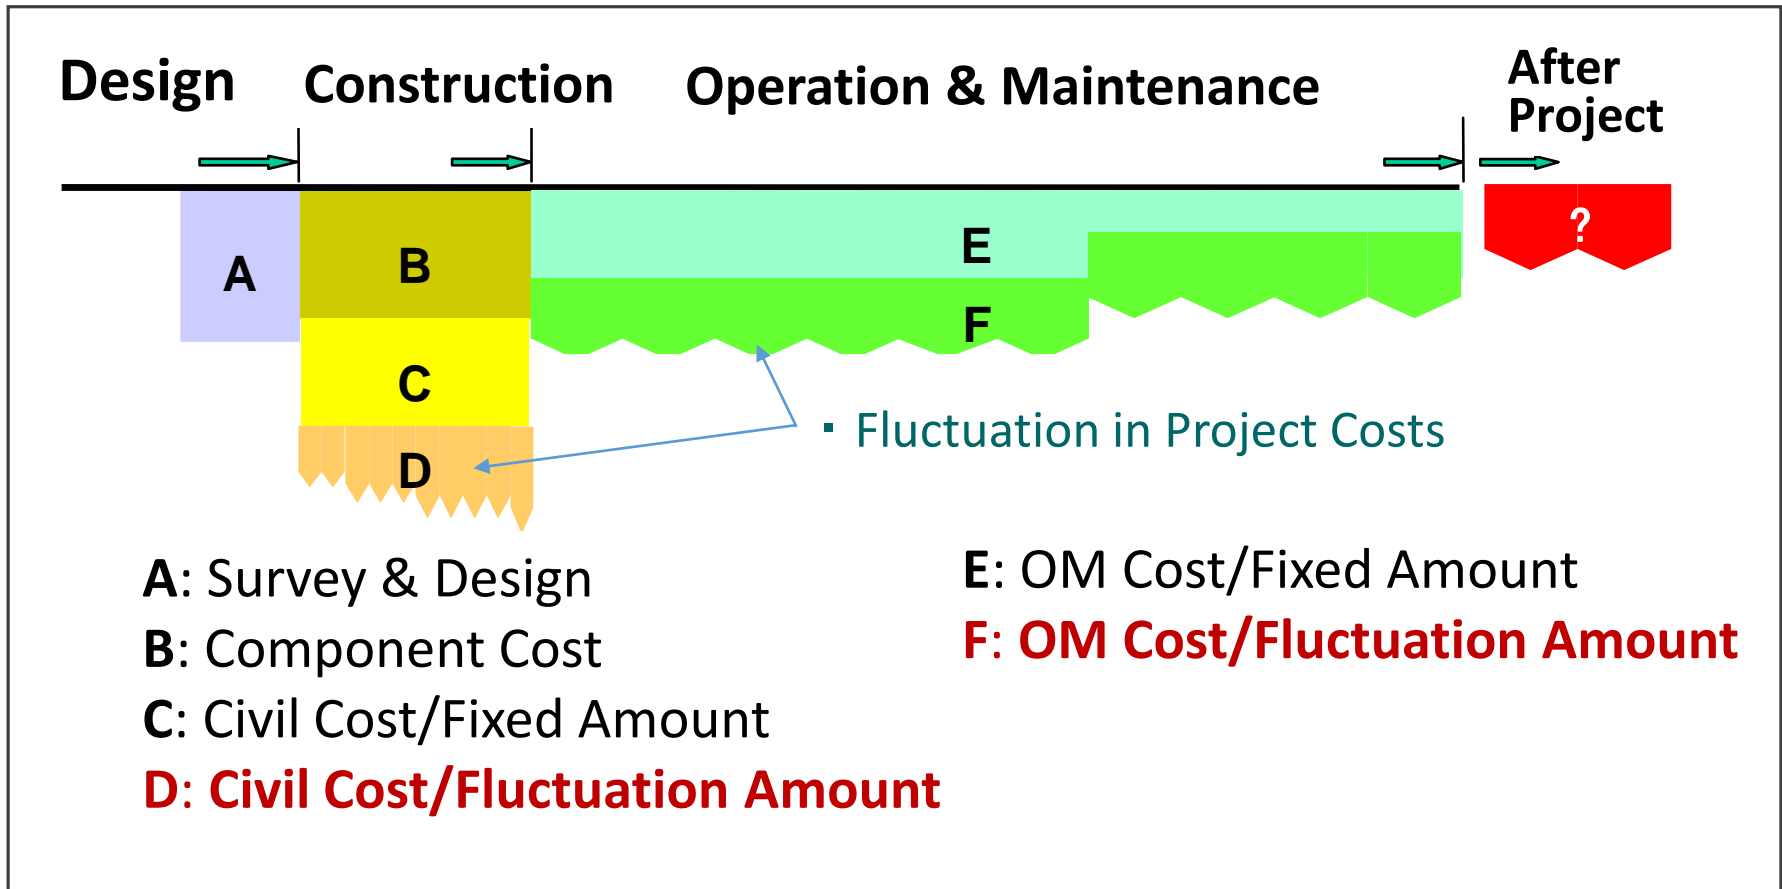 Design
Construction
Operation & Maintenance
After
Project
A
B
C
D
E
F
?
▪ Fluctuation in Project Costs
A: Survey & Design
B: Component Cost
C: Civil Cost/Fixed Amount
D: Civil Cost/Fluctuation Amount
E: OM Cost/Fixed Amount
F: OM Cost/Fluctuation Amount